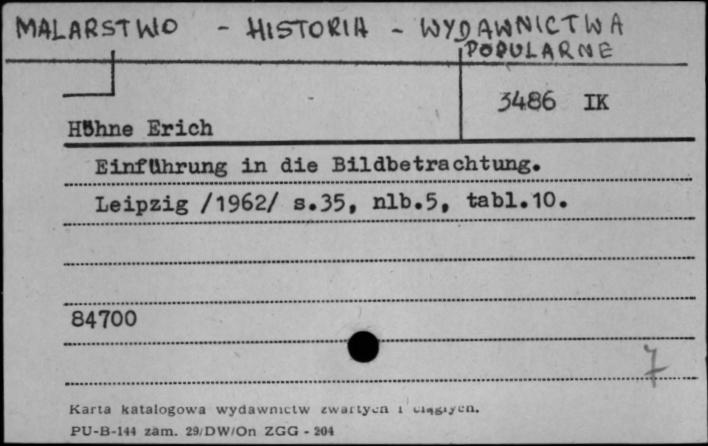 MALARSTWO - HISTORIA - WYDAWNICTWA
POPULARNE
3486 IK
Höhne Erich
Einführung in die Bildbetrachtung.
Leipzig /1962/ s.35, nlb.5, tabl.10.
84700
7
Karta katalogowa wydawnictw zwartych i ciągłych.
PU-B-144 zam. 29/DW/On ZGG - 204